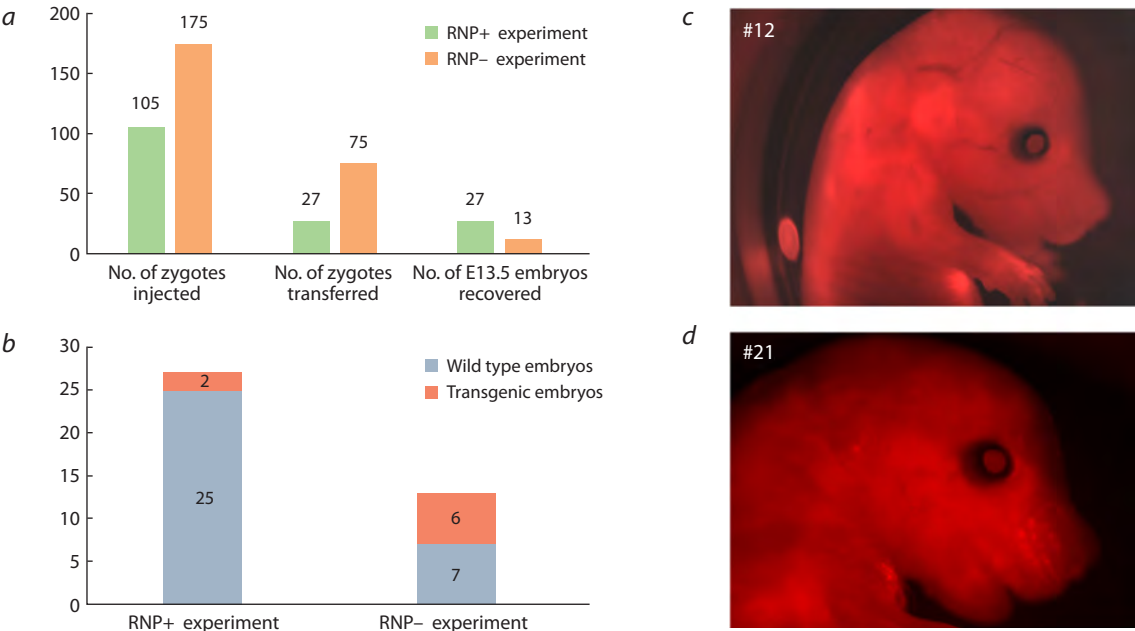 a
200
150
100
50
0
175
105
75
27
27
13
RNP+ experiment
RNP– experiment
No. of zygotes
injected
No. of zygotes
transferred
No. of E13.5 embryos
recovered
b
30
25
20
15
10
5
0
2
25
6
7
Wild type embryos
Transgenic embryos
RNP+ experiment
RNP– experiment
c
#12
d
#21